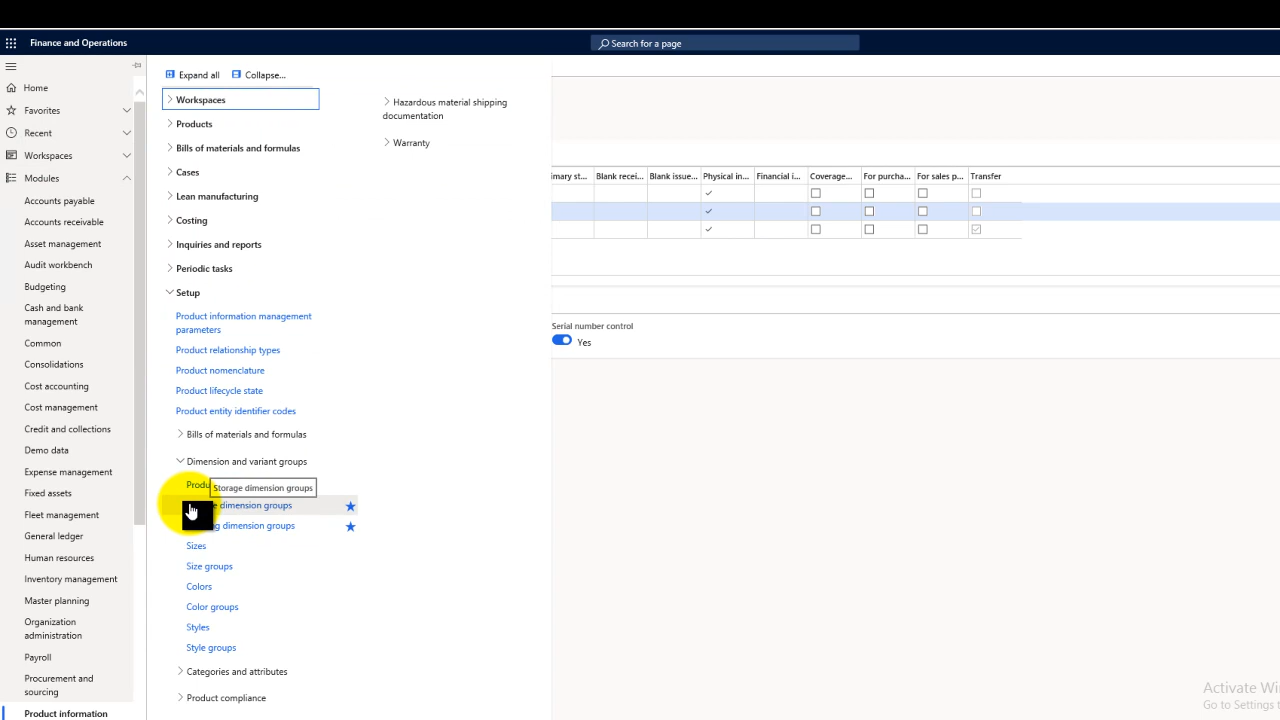 Finance and Operations
Search for a page
Expand all
Collapse...
Home
Favorites
Recent
Workspaces
Modules
Accounts payable
Accounts receivable
Asset management
Audit workbench
Budgeting
Cash and bank
management
Common
Consolidations
Cost accounting
Cost management
Credit and collections
Demo data
Expense management
Fixed assets
Fleet management
General ledger
Human resources
Inventory management
Master planning
Organization
administration
Payroll
Procurement and
sourcing
Product information
Workspaces
Products
Bills of materials and formulas
Cases
Lean manufacturing
Costing
Inquiries and reports
Periodic tasks
Setup
Product information management
parameters
Product relationship types
Product nomenclature
Product lifecycle state
Product entity identifier codes
Bills of materials and formulas
Dimension and variant groups
Produ
Storage dimension groups
e dimension groups
g dimension groups
Sizes
Size groups
Colors
Color groups
Styles
Style groups
Categories and attributes
Product compliance
Hazardous material shipping
documentation
Warranty
imary st... Blank recei... Blank issue... Physical in... Financial i... Coverage... For purcha... For sales p... Transfer
Serial number control
Yes
Activate Wi
Go to Settings t